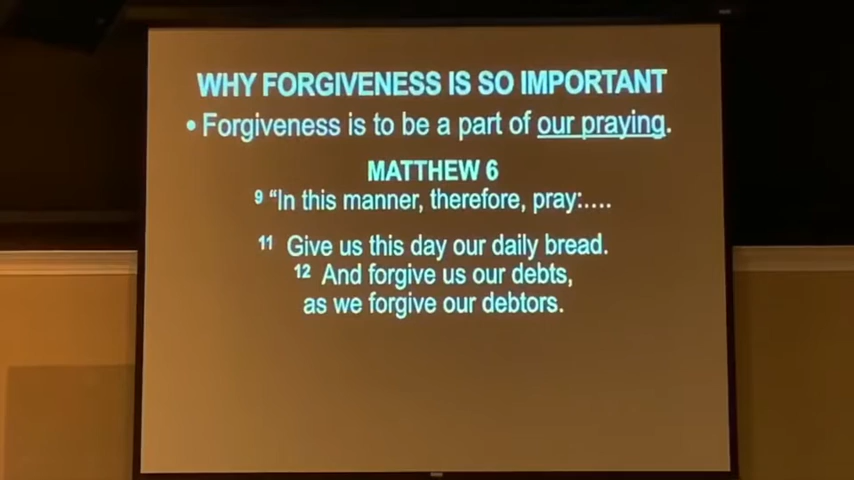 WHY FORGIVENESS IS SO IMPORTANT
• Forgiveness is to be a part of our praying.
MATTHEW 6
9 “In this manner, therefore, pray:....
11 Give us this day our daily bread.
12 And forgive us our debts,
as we forgive our debtors.